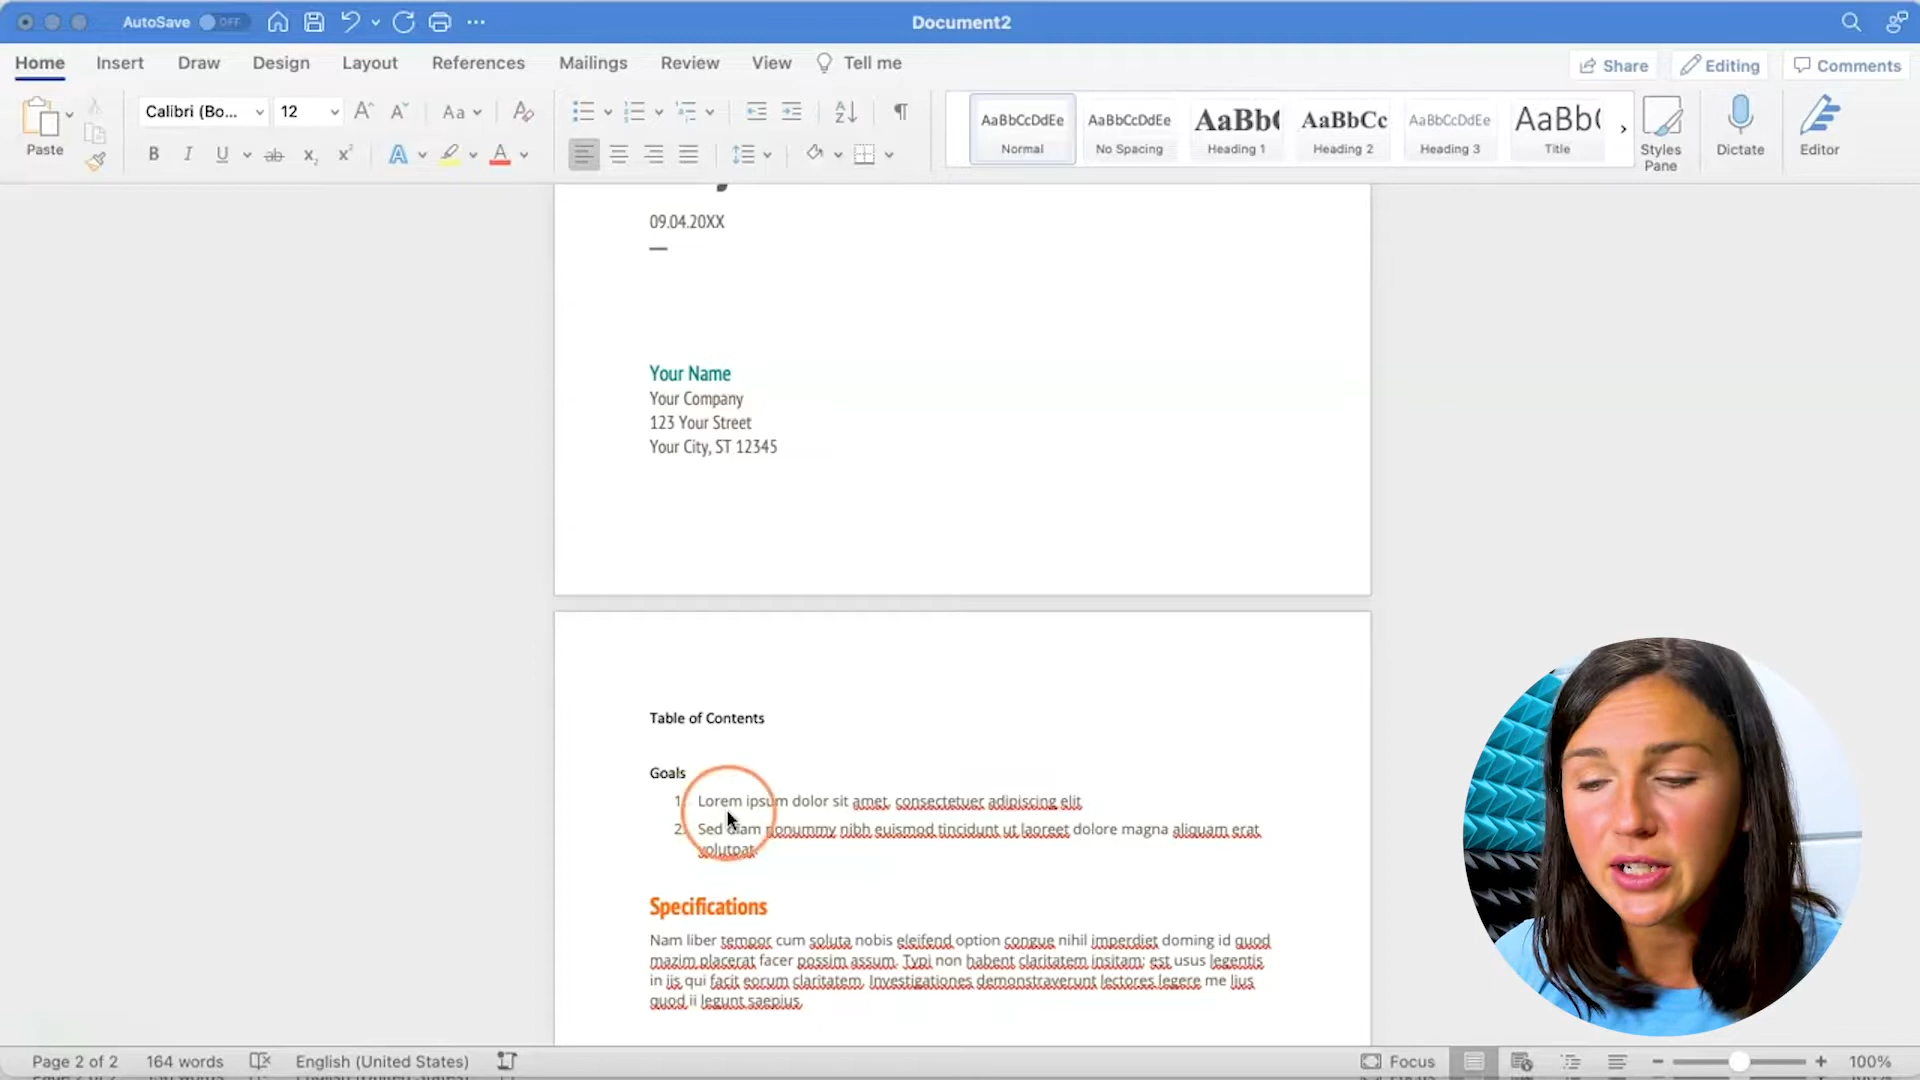 AutoSave OFF
Document2
Home Insert Draw Design Layout References Mailings Review View Tell me
Share Editing Comments
Paste
Calibri (Bo... 12
Aa
AaBbCcDdEe AaBbCcDdEe AaBb( AaBbCc AaBbCcDdEe AaBb(
Normal No Spacing Heading 1 Heading 2 Heading 3 Title
Styles
Pane
Dictate
Editor
09.04.20XX
Your Name
Your Company
123 Your Street
Your City, ST 12345
Table of Contents
Goals
1. Lorem ipsum dolor sit amet, consectetuer adipiscing elit
2. Sed diam nonummy nibh euismod tincidunt ut laoreet dolore magna aliquam erat
volutpat.
Specifications
Nam liber tempor cum soluta nobis eleifend option congue nihil imperdiet doming id quod
mazim placerat facer possim assum. Typi non habent claritatem insitam; est usus legentis
in iis qui facit eorum claritatem. Investigationes demonstraverunt lectores legere me lius
quod ii legunt saepius.
Page 2 of 2 164 words English (United States)
Focus 100%